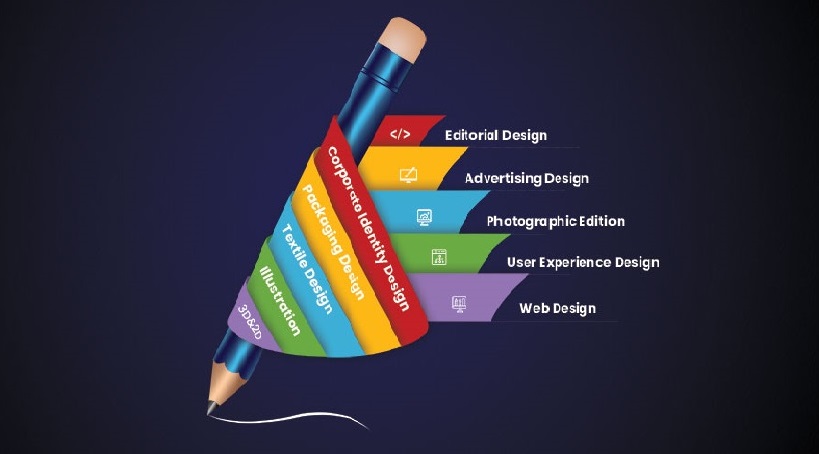 </>
Editorial Design
Advertising Design
Photographic Edition
User Experience Design
Web Design
Corporate Identity Design
Packaging Design
Textile Design
Illustration
3D&2D